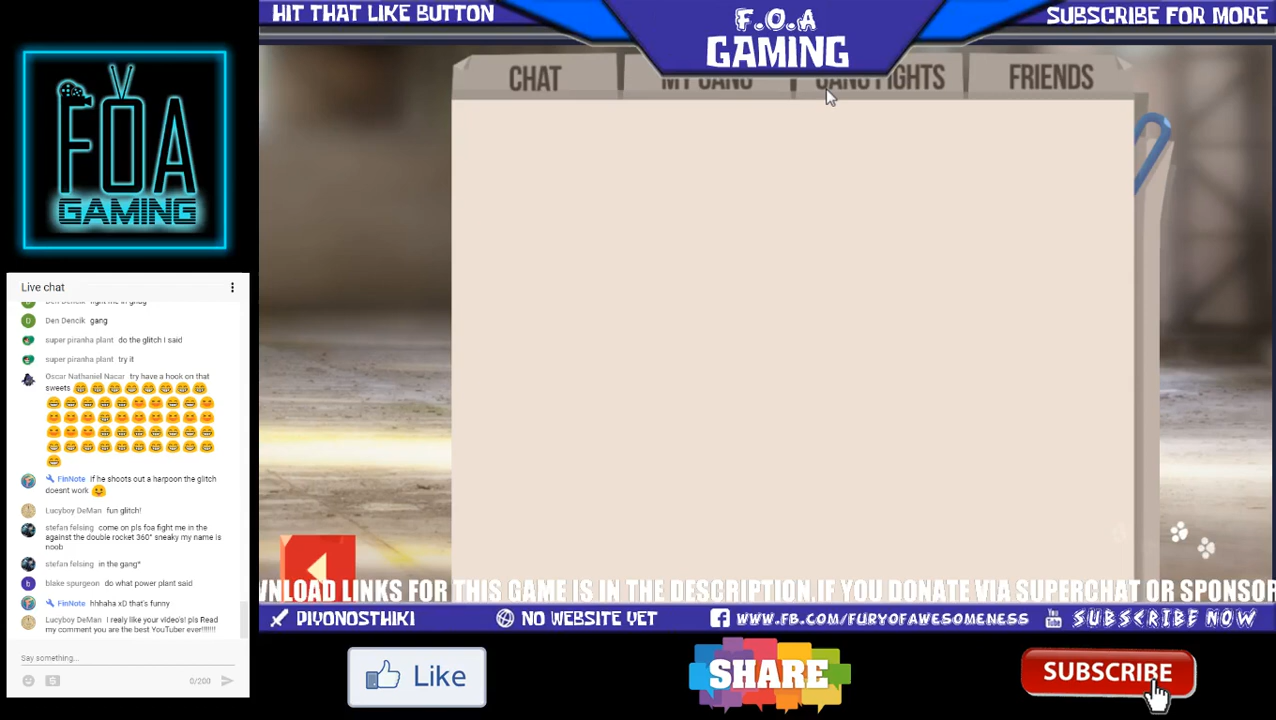 HIT THAT LIKE BUTTON
F.O.A
GAMING
SUBSCRIBE FOR MORE
FOA
GAMING
CHAT
MY GANG
GANG FIGHTS
FRIENDS
Live chat
Den Dencik gang
super piranha plant do the glitch I said
super piranha plant try it
Oscar Nathaniel Nacar try have a hook on that
sweets 😂😂😂😂😂😂😂😂
FinNote If he shoots out a harpoon the glitch
doesnt work
Lucyboy DeMan fun glitch!
stefan felsing come on pls foa fight me in the
against the double rocket 360° sneaky my name is
noob
stefan felsing in the gang*
blake spurgeon do what power plant said
FinNote hhhaha xD that's funny
Lucyboy DeMan I realy like your video's! pls Read
my comment you are the best YouTuber ever!!!!!!!
Say something...
0/200
WNLOAD LINKS FOR THIS GAME IS IN THE DESCRIPTION.IF YOU DONATE VIA SUPERCHAT OR SPONSOR
PIYONOSTHIKI
NO WEBSITE YET
WWW.FB.COM/FURYOFAWESOMENESS
You Tube
SUBSCRIBE NOW
Like
SHARE
SUBSCRIBE